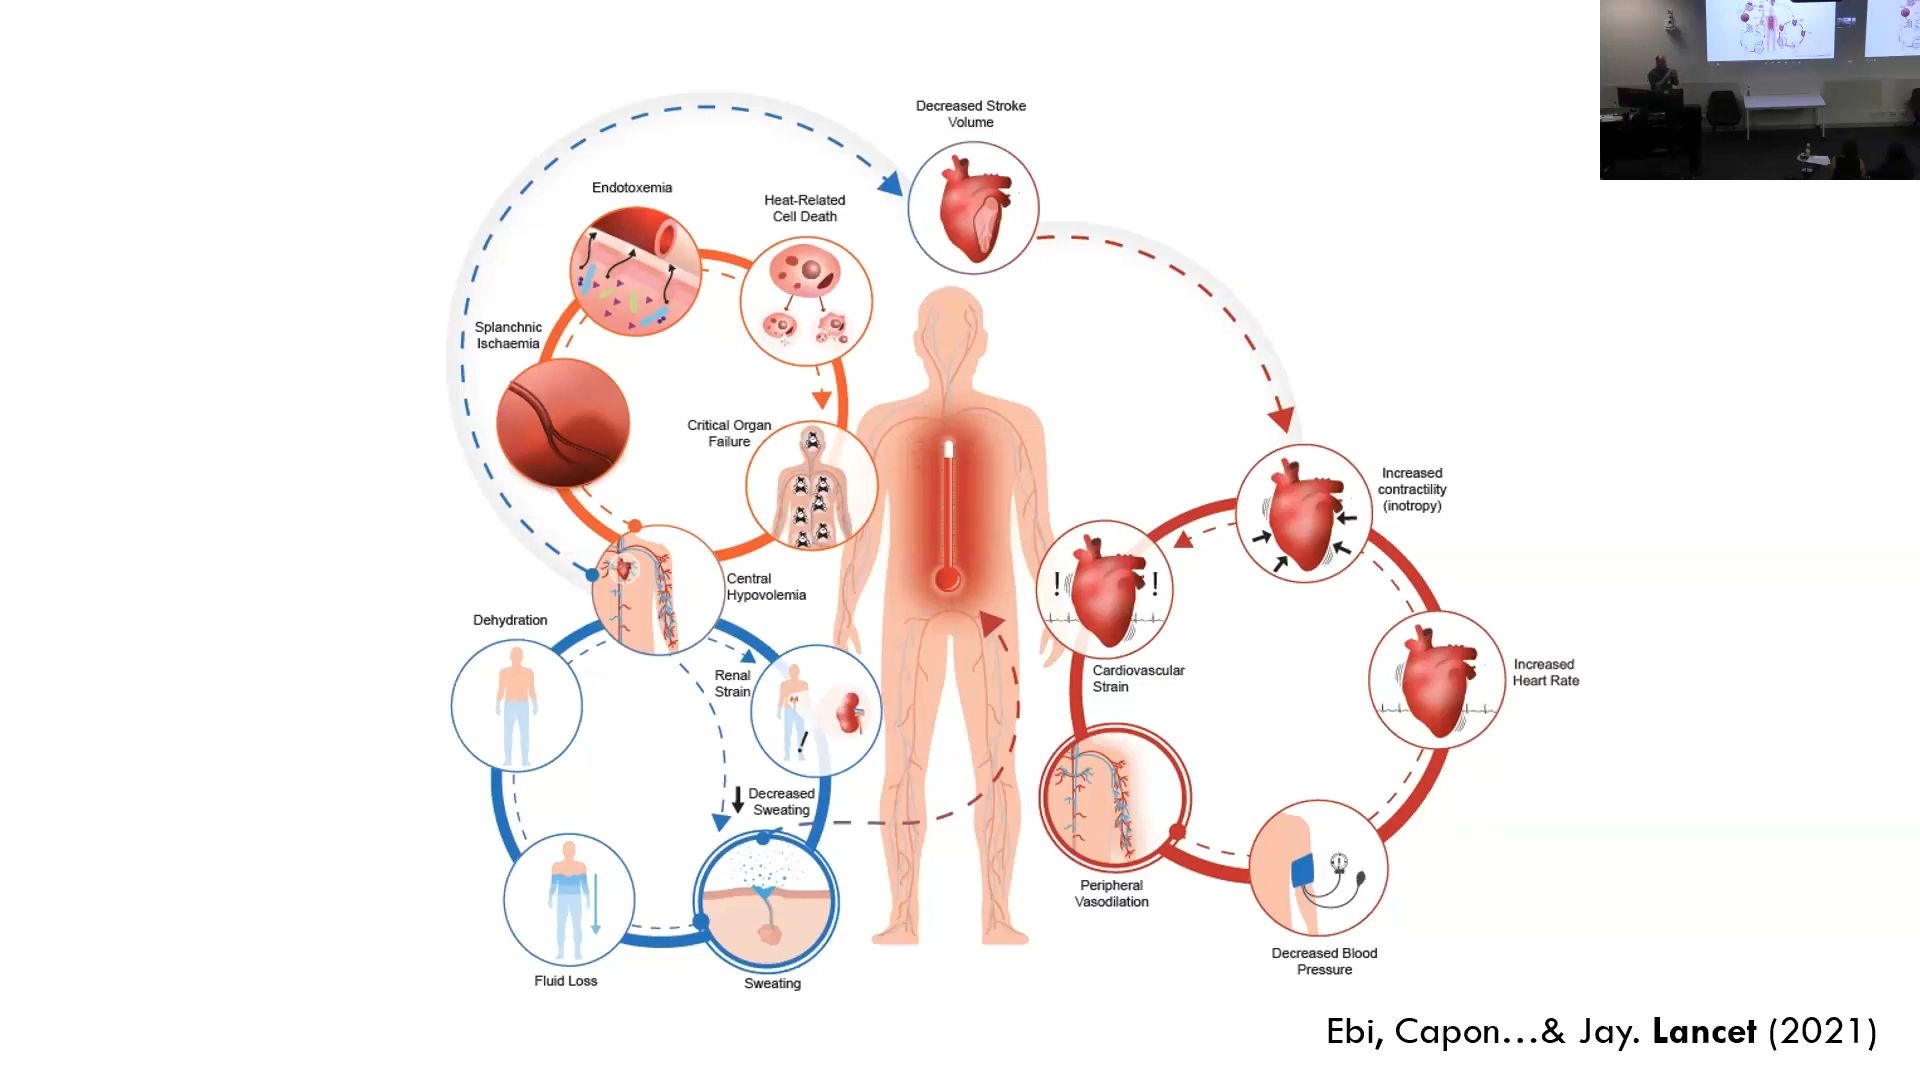 Decreased Stroke
Volume
Endotoxemia
Heat-Related
Cell Death
Splanchnic
Ischaemia
Critical Organ
Failure
Increased
contractility
(inotropy)
Central
Hypovolemia
Dehydration
Renal
Strain
Cardiovascular
Strain
Increased
Heart Rate
Decreased
Sweating
Peripheral
Vasodilation
Decreased Blood
Pressure
Fluid Loss
Sweating
Ebi, Capon...& Jay. Lancet (2021)